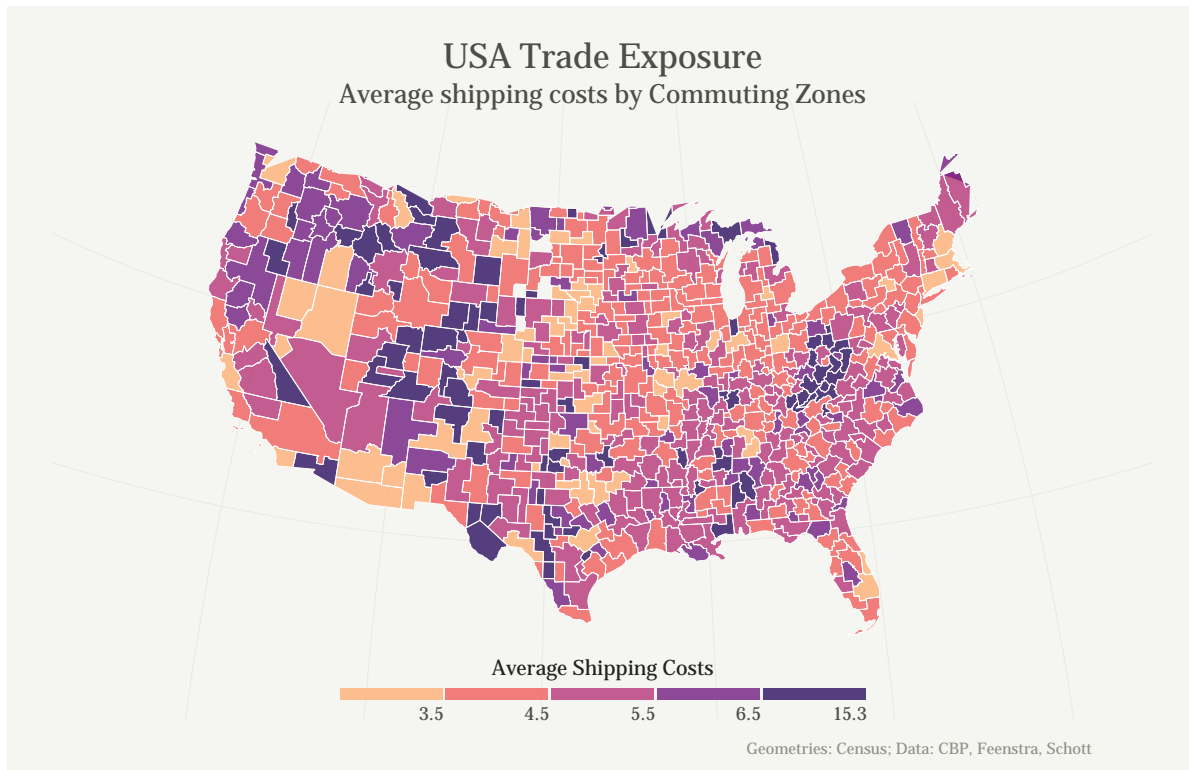 USA Trade Exposure
Average shipping costs by Commuting Zones
Average Shipping Costs
3.5 4.5 5.5 6.5 15.3
Geometries: Census; Data: CBP, Feenstra, Schott